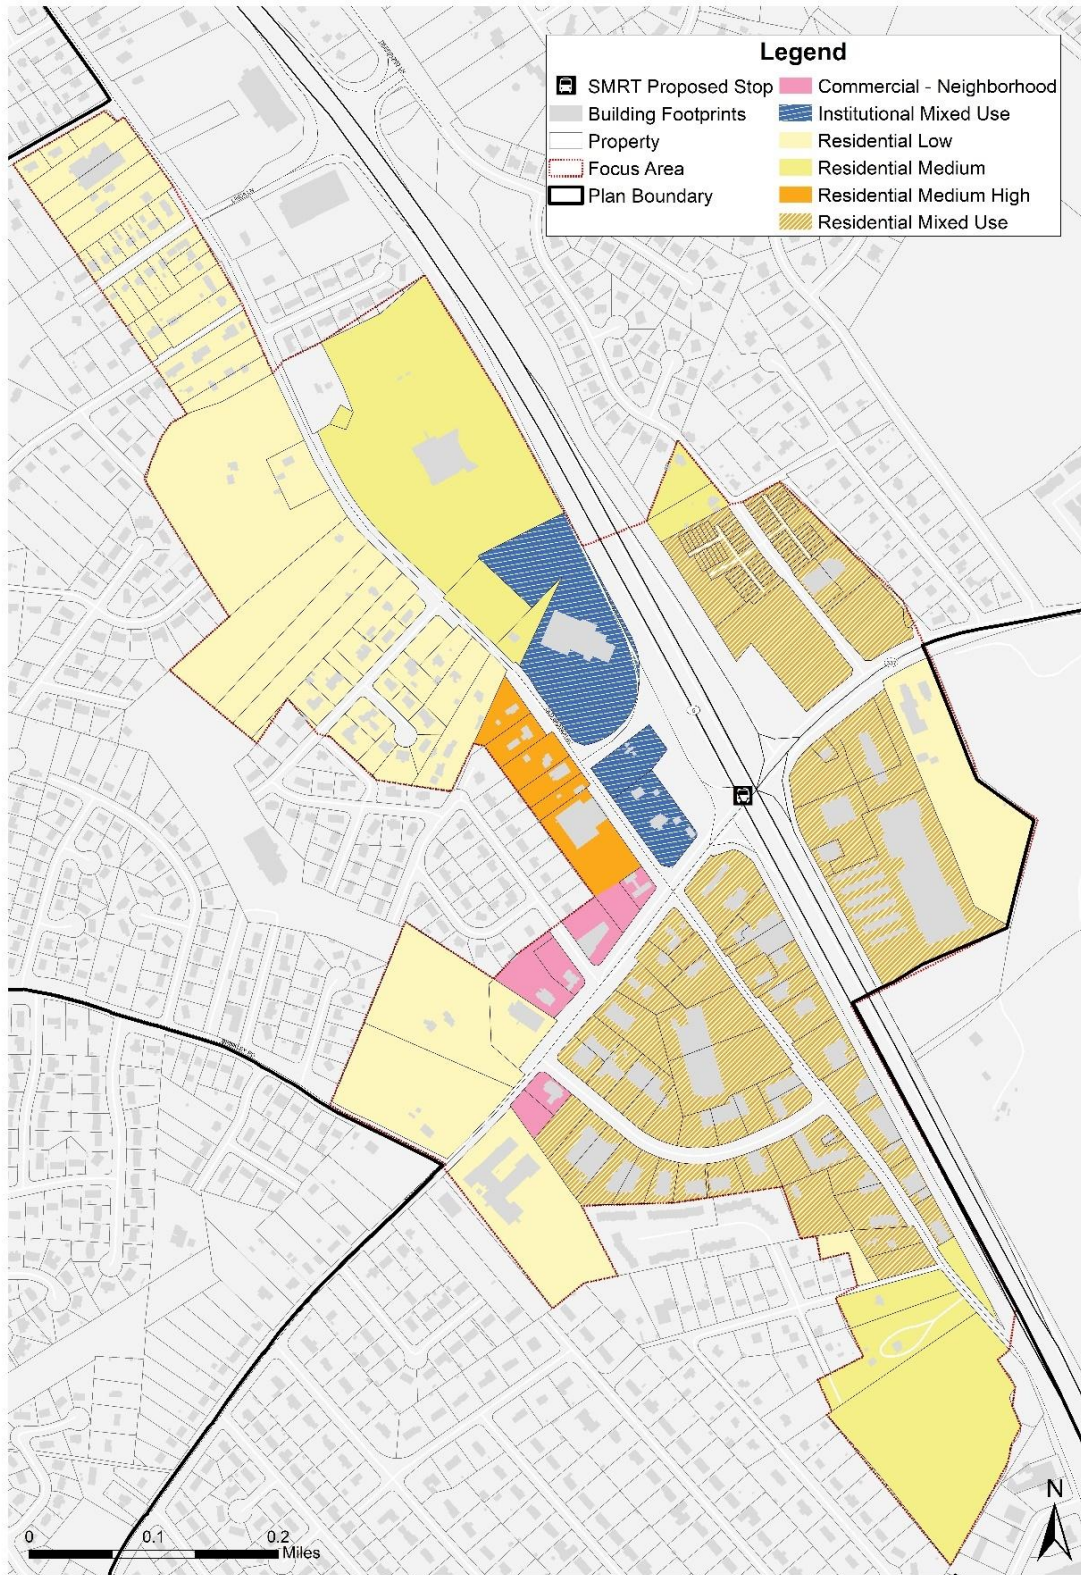 Legend
SMRT Proposed Stop
Building Footprints
Property
Focus Area
Plan Boundary
Commercial - Neighborhood
Institutional Mixed Use
Residential Low
Residential Medium
Residential Medium High
Residential Mixed Use
5
N
0
0.1
0.2
Miles